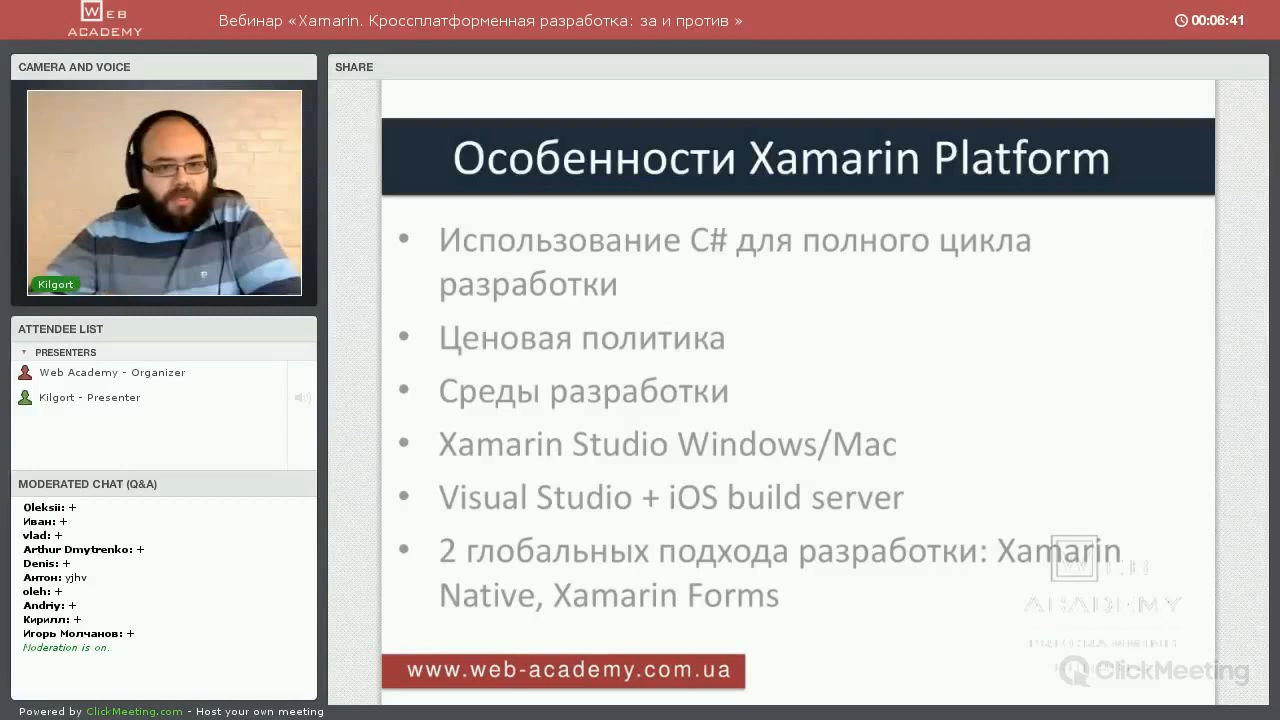 WEB
ACADEMY
Вебинар «Xamarin. Кроссплатформенная разработка: за и против »
00:06:41
CAMERA AND VOICE
Kilgort
ATTENDEE LIST
PRESENTERS
Web Academy - Organizer
Kilgort - Presenter
MODERATED CHAT (Q&A)
Oleksii: +
Иван: +
vlad: +
Arthur Dmytrenko: +
Denis: +
Антон: yjhv
oleh: +
Andriy: +
Кирилл: +
Игорь Молчанов: +
Moderation is on.
SHARE
Особенности Xamarin Platform
• Использование C# для полного цикла
разработки
• Ценовая политика
• Среды разработки
• Xamarin Studio Windows/Mac
• Visual Studio + iOS build server
• 2 глобальных подхода разработки: Xamarin
Native, Xamarin Forms
WEB
ACADEMY
www.web-academy.com.ua
ClickMeeting
Powered by ClickMeeting.com - Host your own meeting